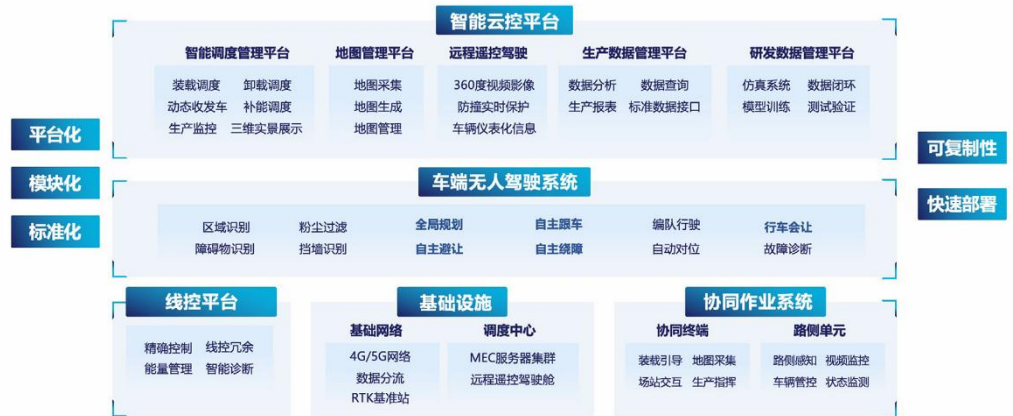 智能云控平台
智能调度管理平台 地图管理平台 远程遥控驾驶 生产数据管理平台 研发数据管理平台
装载调度 卸载调度 地图采集 360度视频影像 数据分析 数据查询 仿真系统 数据闭环
动态收发车 补能调度 地图生成 防撞实时保护 生产报表 标准数据接口 模型训练 测试验证
生产监控 三维实景展示 地图管理 车辆仪表化信息
平台化
模块化
标准化
可复制性
快速部署
车端无人驾驶系统
区域识别 粉尘过滤 全局规划 自主跟车 编队行驶 行车会让
障碍物识别 挡墙识别 自主避让 自主绕障 自动对位 故障诊断
线控平台 基础设施 协同作业系统
精确控制 线控冗余
能量管理 智能诊断
基础网络 调度中心
4G/5G网络 MEC服务器集群
数据分流 远程遥控驾驶舱
RTK基准站
协同终端 路侧单元
装载引导 地图采集 路侧感知 视频监控
场站交互 生产指挥 车辆管控 状态监测